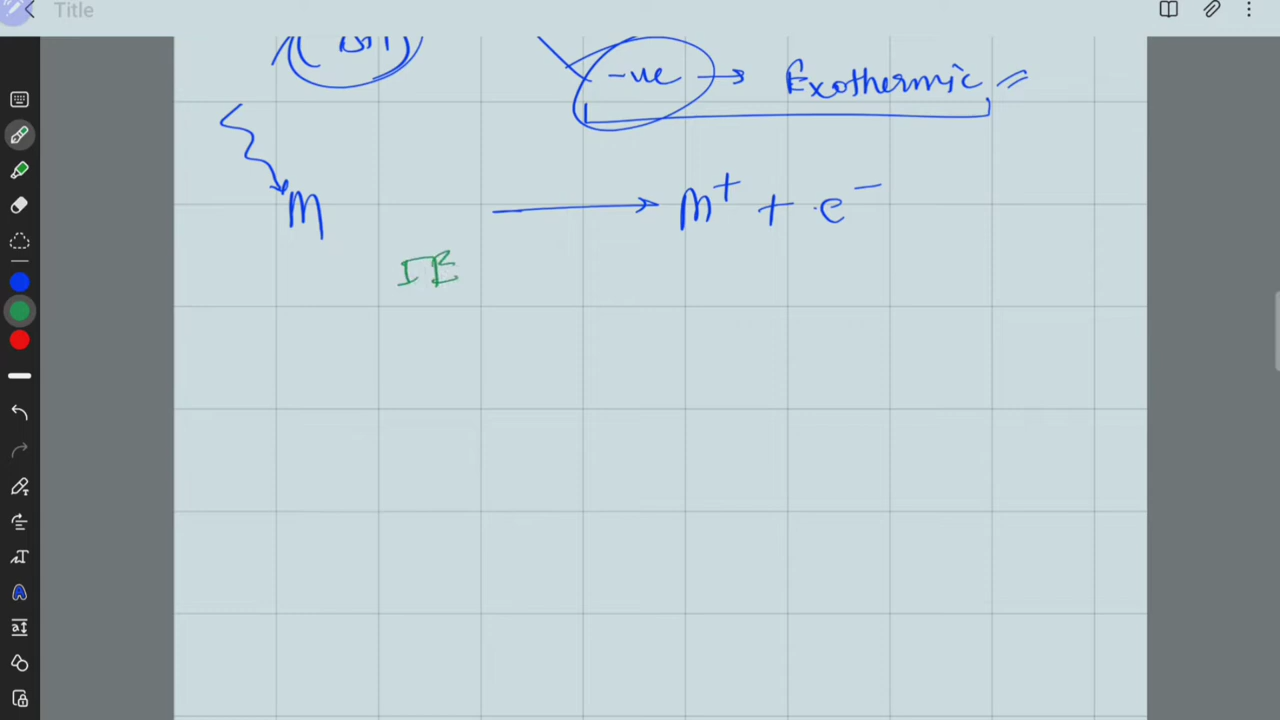 Title
-ve → Exothermic
M → M⁺ + e⁻
IE